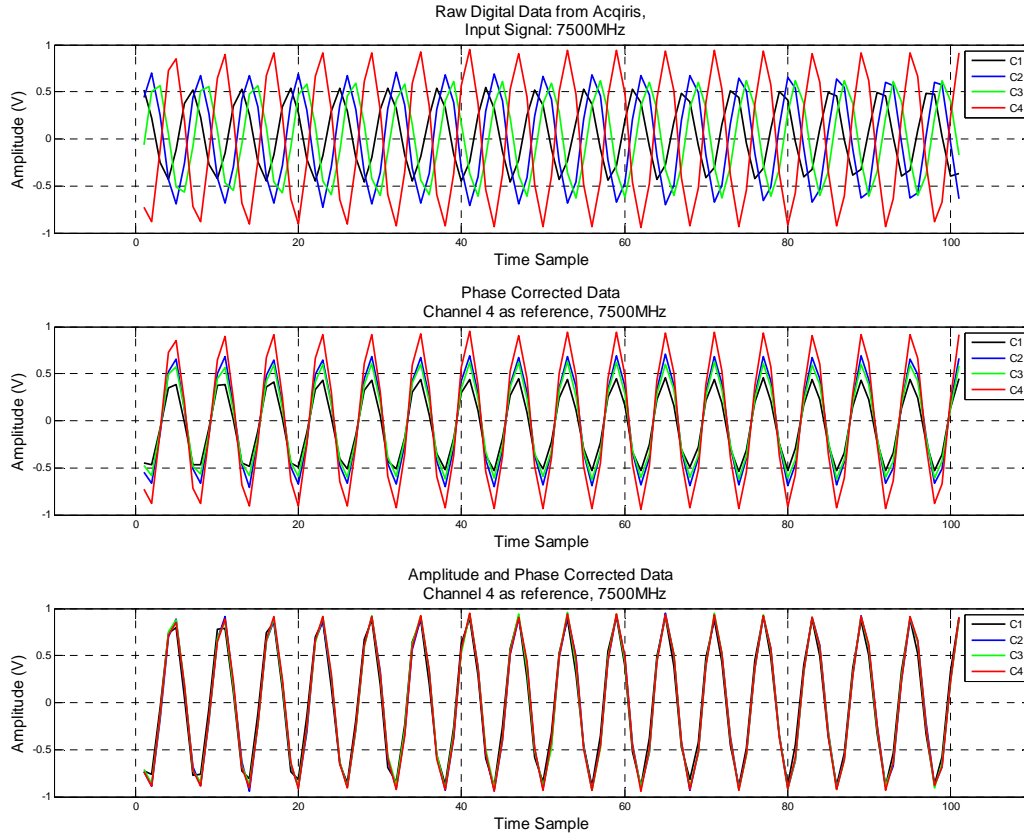 Raw Digital Data from Acqiris,
Input Signal: 7500MHz
1
0.5
0
-0.5
-1
Amplitude (V)
0 20 40 60 80 100
Time Sample
C1
C2
C3
C4
Phase Corrected Data
Channel 4 as reference, 7500MHz
1
0.5
0
-0.5
-1
Amplitude (V)
0 20 40 60 80 100
Time Sample
C1
C2
C3
C4
Amplitude and Phase Corrected Data
Channel 4 as reference, 7500MHz
1
0.5
0
-0.5
-1
Amplitude (V)
0 20 40 60 80 100
Time Sample
C1
C2
C3
C4